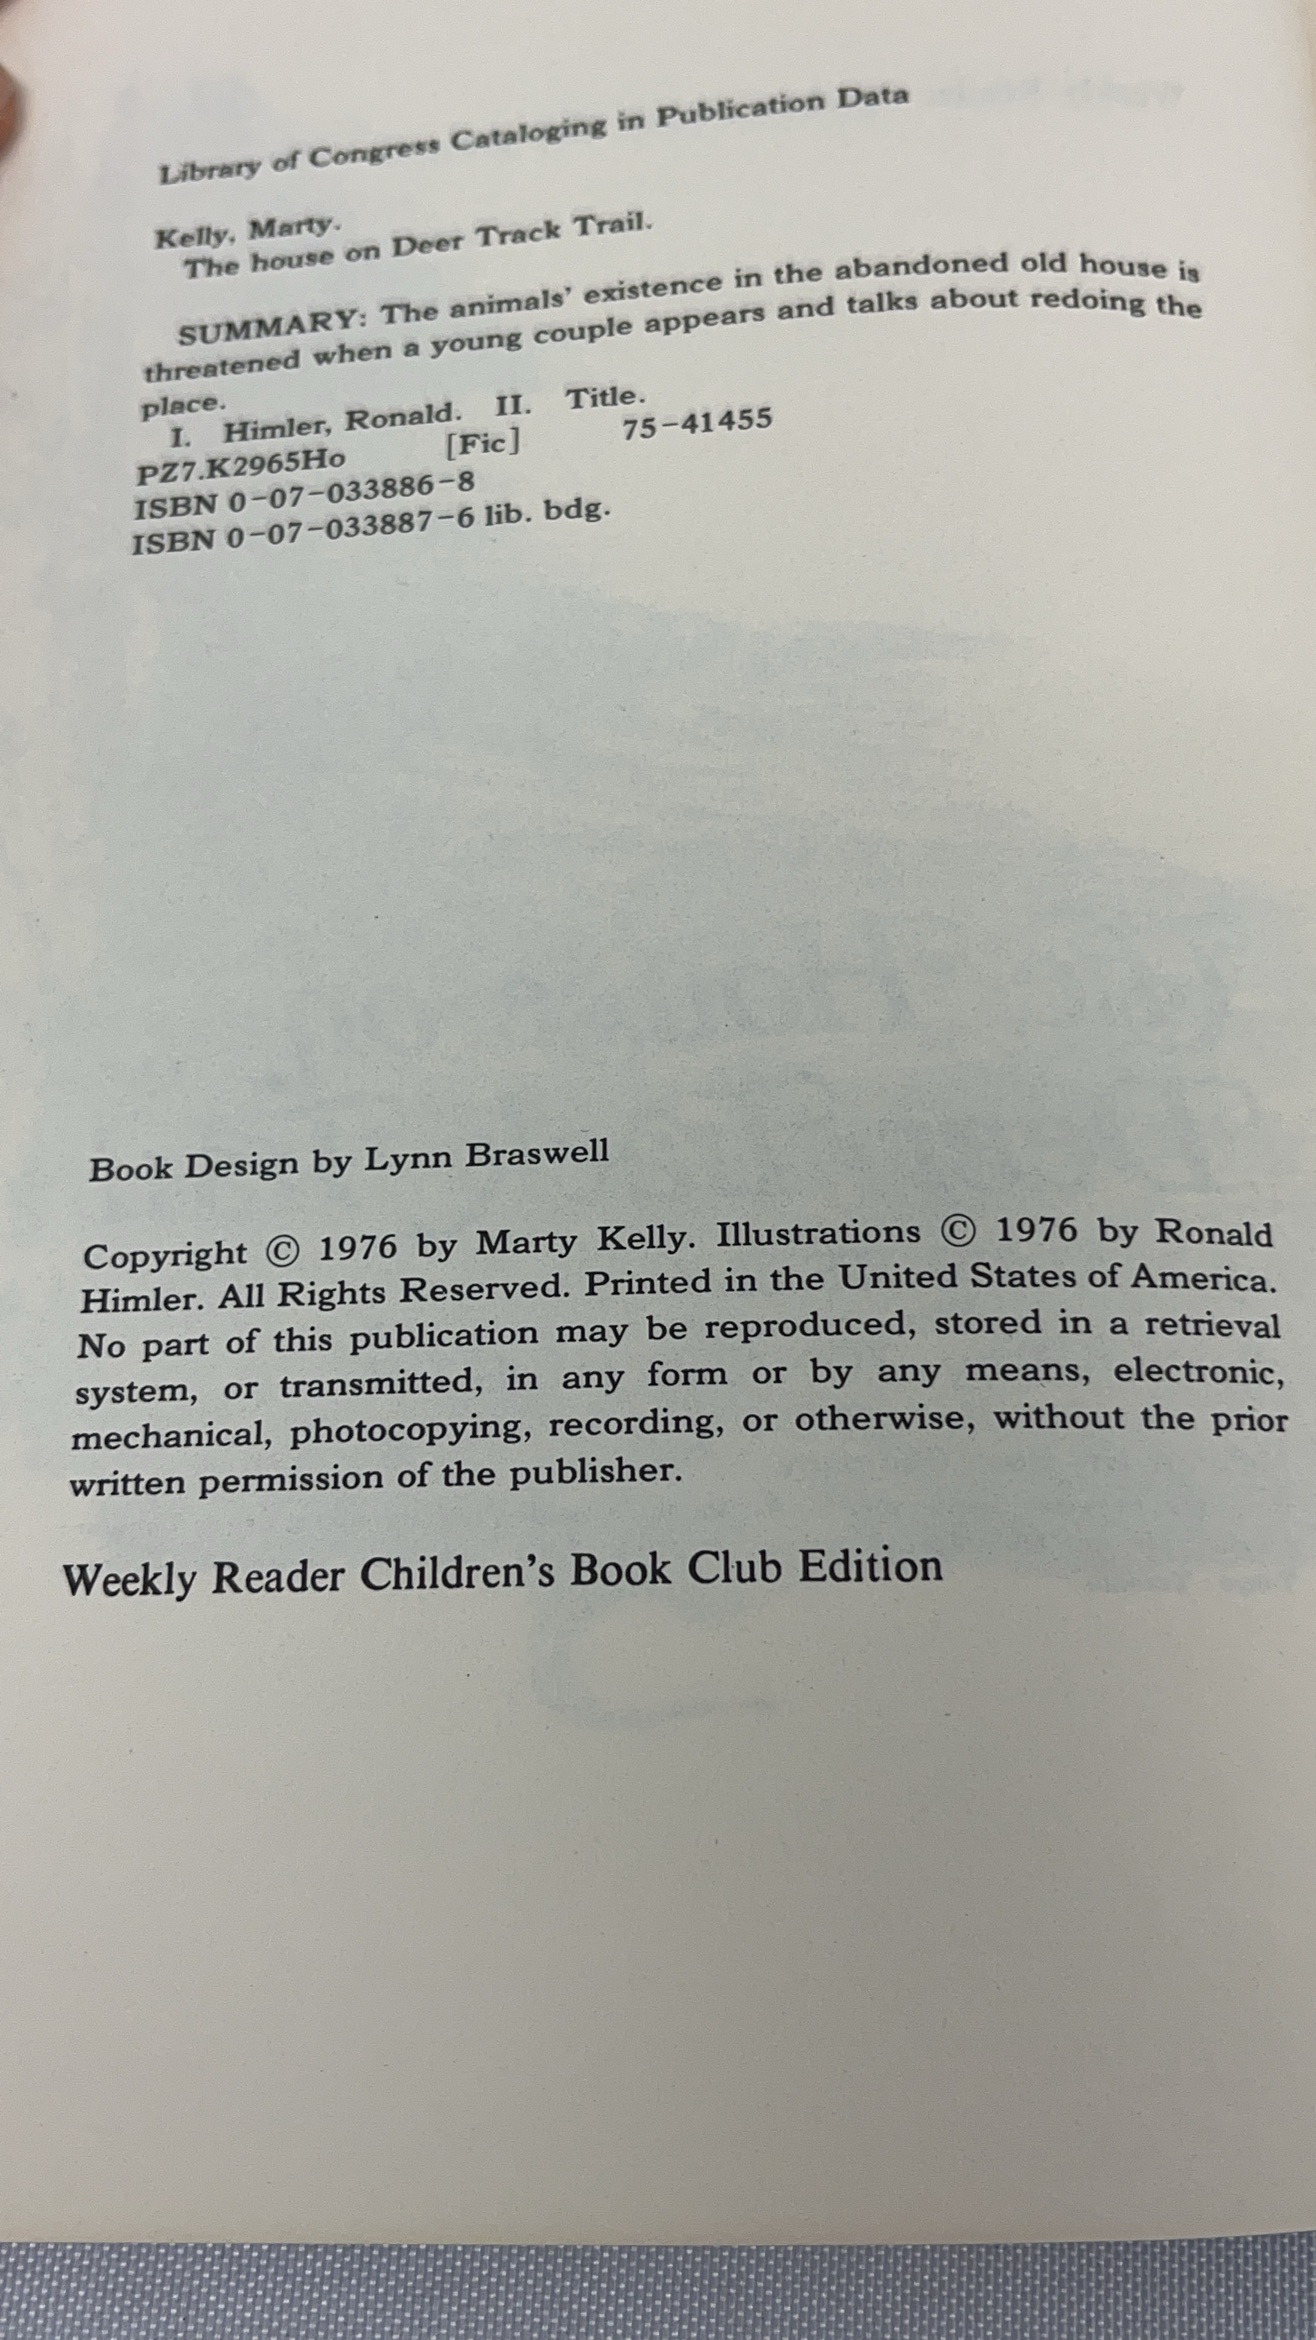 Library of Congress Cataloging in Publication Data
Kelly, Marty.
The house on Deer Track Trail.
SUMMARY: The animals’ existence in the abandoned old house is
threatened when a young couple appears and talks about redoing the
place.
I. Himler, Ronald. II. Title.
PZ7.K2965Ho [Fic] 75-41455
ISBN 0-07-033886-8
ISBN 0-07-033887-6 lib. bdg.
Book Design by Lynn Braswell
Copyright © 1976 by Marty Kelly. Illustrations © 1976 by Ronald
Himler. All Rights Reserved. Printed in the United States of America.
No part of this publication may be reproduced, stored in a retrieval
system, or transmitted, in any form or by any means, electronic,
mechanical, photocopying, recording, or otherwise, without the prior
written permission of the publisher.
Weekly Reader Children’s Book Club Edition